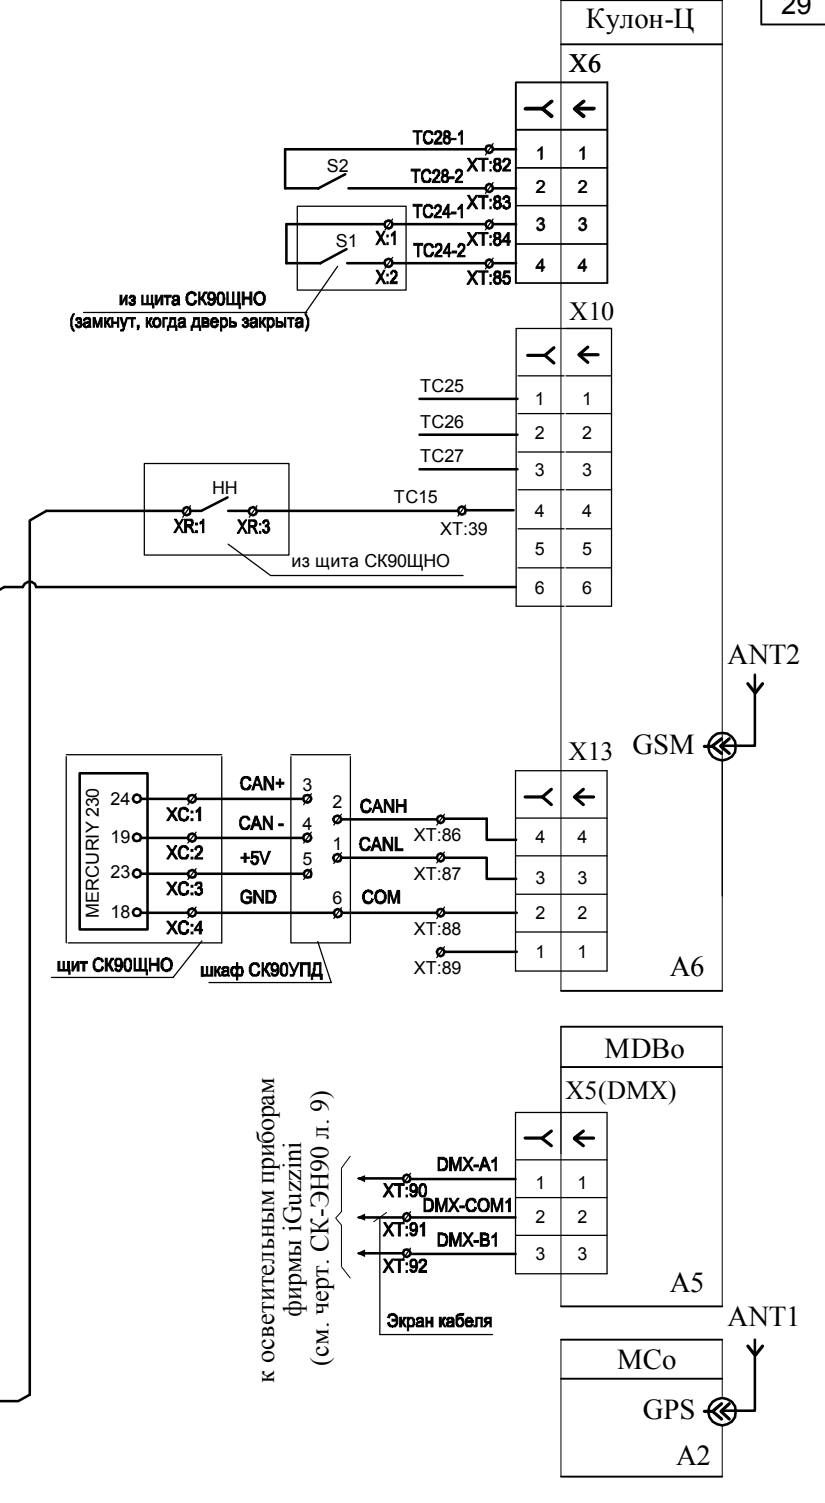 29
Кулон-Ц
X6
1 1
2 2
3 3
4 4
TC28-1
XT:82
S2
TC28-2
XT:83
TC24-1
X:1
XT:84
S1
TC24-2
X:2
XT:85
из щита СК90ЩНО
(замкнут, когда дверь закрыта)
X10
TC25
1 1
TC26
2 2
TC27
3 3
HH
TC15
4 4
XR:1
XR:3
XT:39
5 5
из щита СК90ЩНО
6 6
ANT2
GSM
X13
MERCURIY 230
24
XC:1
CAN+
3
2
CANH
XT:86
4 4
19
XC:2
CAN -
4
1
CANL
XT:87
3 3
23
XC:3
+5V
5
18
XC:4
GND
6
COM
XT:88
2 2
XT:89
1 1
щит СК90ЩНО
шкаф СК90УПД
A6
MDBo
X5(DMX)
к осветительным приборам
фирмы iGuzzini
(см. черт. СК-ЭН90 л. 9)
DMX-A1
XT:90
1 1
DMX-COM1
XT:91
2 2
DMX-B1
XT:92
3 3
Экран кабеля
A5
ANT1
MCo
GPS
A2